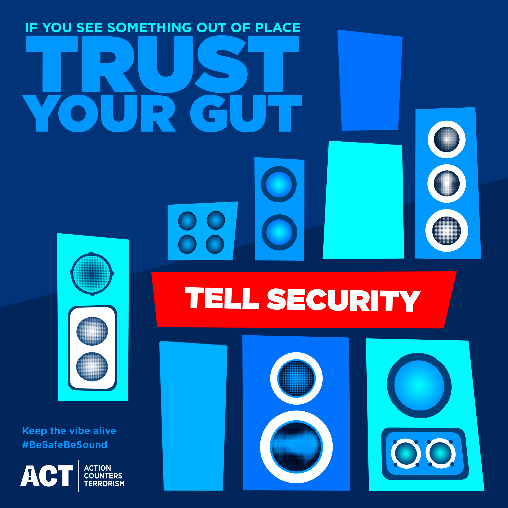 IF YOU SEE SOMETHING OUT OF PLACE
TRUST
YOUR GUT
TELL SECURITY
Keep the vibe alive
#BeSafeBeSound
ACT
ACTION
COUNTERS
TERRORISM